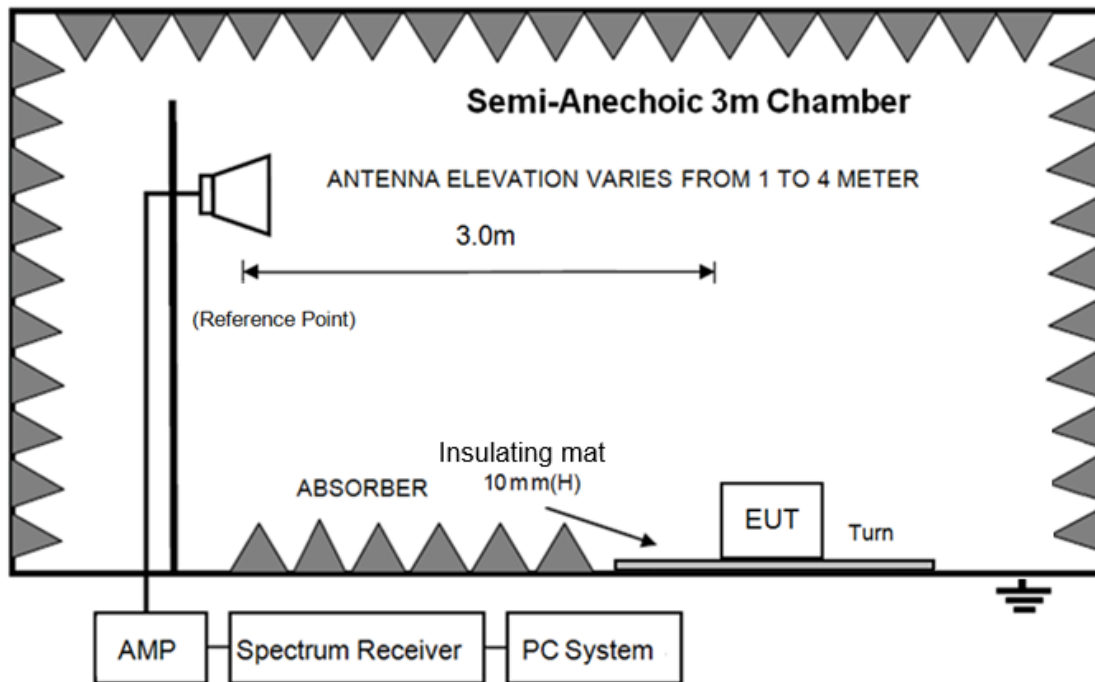 Semi-Anechoic 3m Chamber
ANTENNA ELEVATION VARIES FROM 1 TO 4 METER
3.0m
(Reference Point)
Insulating mat
10mm(H)
ABSORBER
EUT
Turn
AMP
Spectrum Receiver
PC System